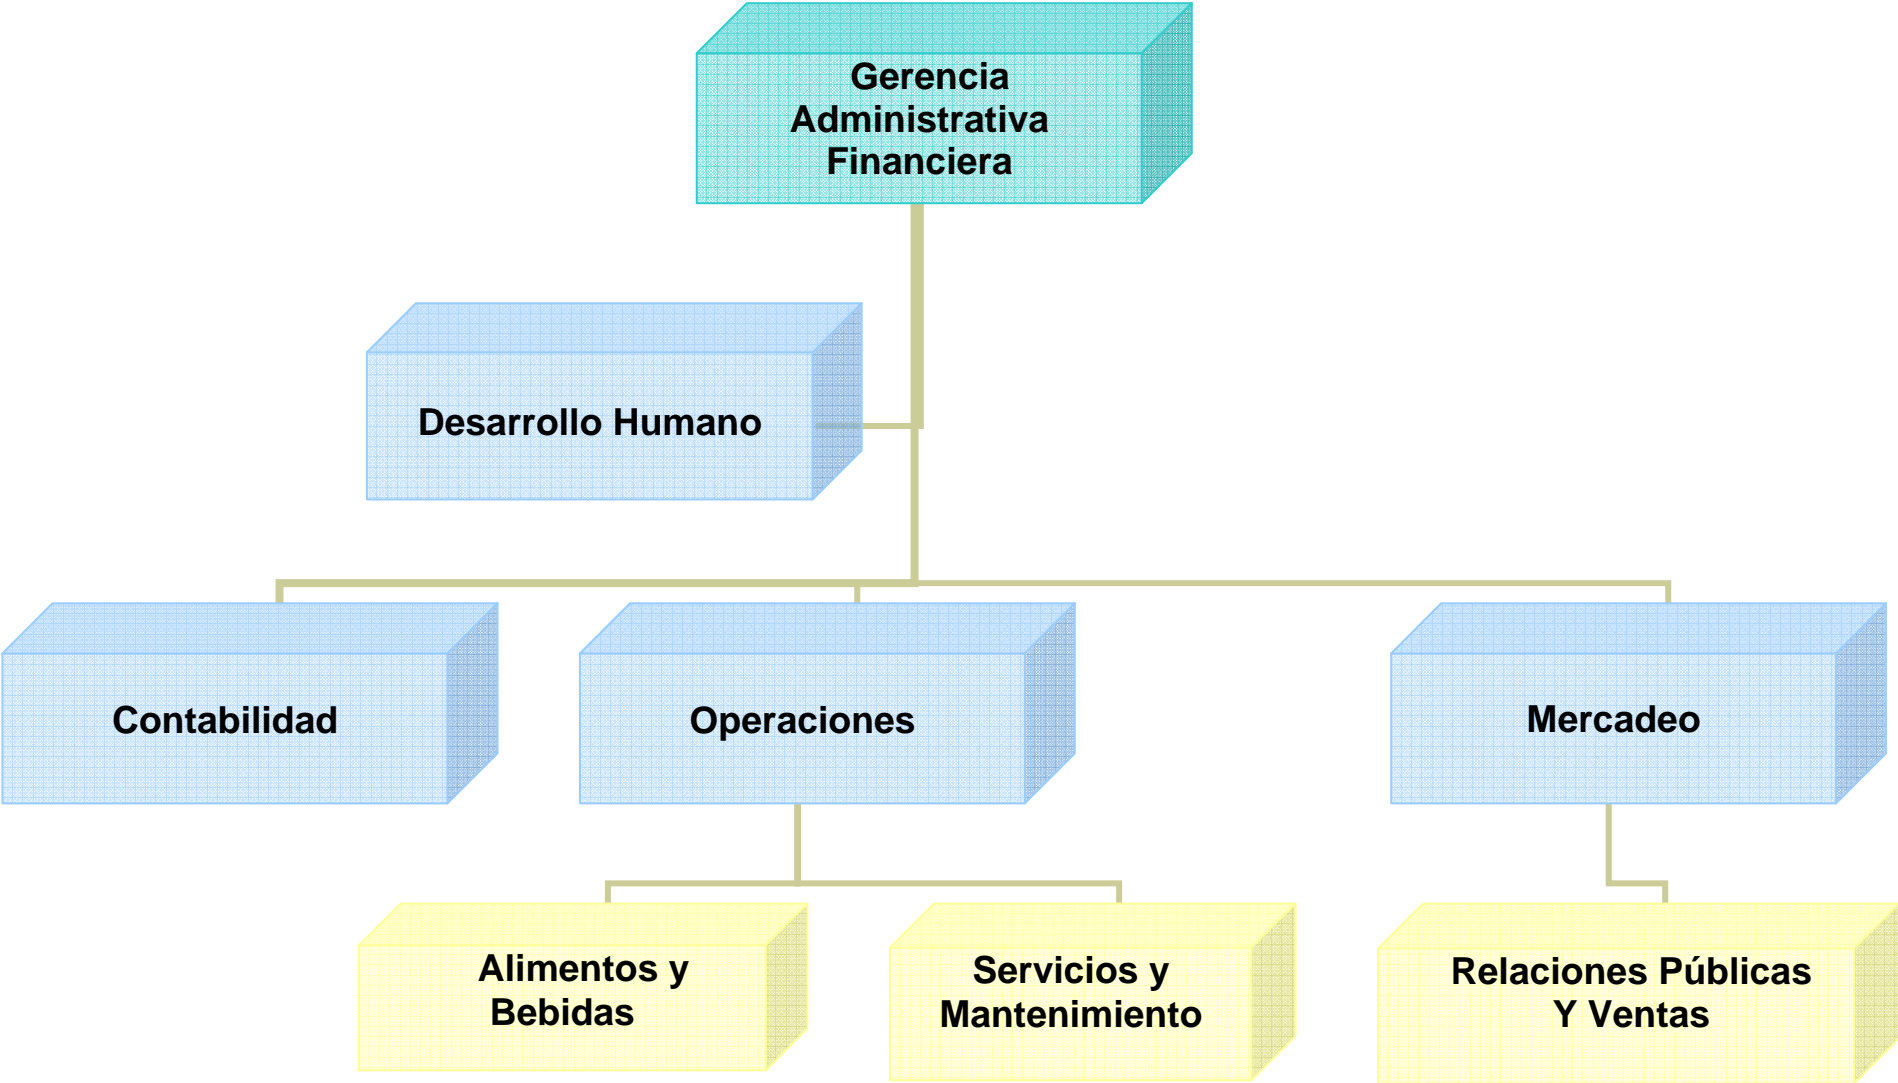 Gerencia
Administrativa
Financiera
Desarrollo Humano
Contabilidad
Operaciones
Mercadeo
Alimentos y
Bebidas
Servicios y
Mantenimiento
Relaciones Públicas
Y Ventas